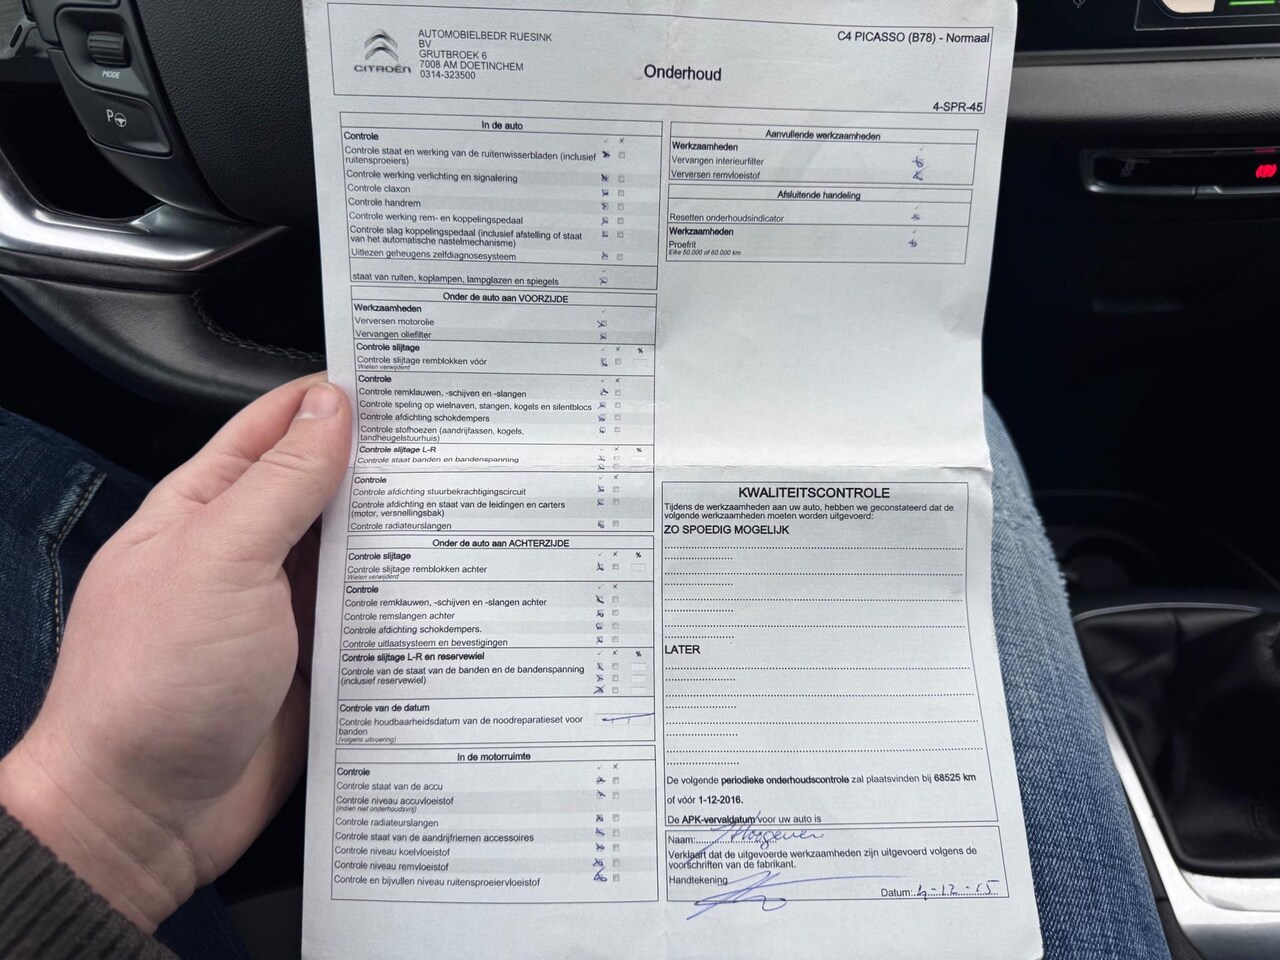 MODE
P
CITROËN
AUTOMOBIELBEDR RUESINK
BV
GRUTBROEK 6
7008 AM DOETINCHEM
0314-323500
Onderhoud
C4 PICASSO (B78) - Normaal
4-SPR-45
In de auto
Controle
Controle staat en werking van de ruitenwisserbladen (inclusief
ruitensproeiers)
Controle werking verlichting en signalering
Controle claxon
Controle handrem
Controle werking rem- en koppelingspedaal
Controle slag koppelingspedaal (inclusief afstelling of staat
van het automatische nastelmechanisme)
Uitlezen geheugens zelfdiagnosesysteem
staat van ruiten, koplampen, lampglazen en spiegels
Onder de auto aan VOORZIJDE
Werkzaamheden
Verversen motorolie
Vervangen oliefilter
Controle slijtage %
Controle slijtage remblokken vóór
Wielen verwijderd
Controle
Controle remklauwen, -schijven en -slangen
Controle speling op wielnaven, stangen, kogels en silentblocs
Controle afdichting schokdempers
Controle stofhoezen (aandrijfassen, kogels,
tandheugelstuurhuis)
Controle slijtage L-R %
Controle staat banden en bandenspanning
Controle
Controle afdichting stuurbekrachtigingscircuit
Controle afdichting en staat van de leidingen en carters
(motor, versnellingsbak)
Controle radiateurslangen
Onder de auto aan ACHTERZIJDE
Controle slijtage %
Controle slijtage remblokken achter
Wielen verwijderd
Controle
Controle remklauwen, -schijven en -slangen achter
Controle remslangen achter
Controle afdichting schokdempers.
Controle uitlaatsysteem en bevestigingen
Controle slijtage L-R en reservewiel %
Controle van de staat van de banden en de bandenspanning
(inclusief reservewiel)
Controle van de datum
Controle houdbaarheidsdatum van de noodreparatieset voor
banden
(volgens uitvoering)
In de motorruimte
Controle
Controle staat van de accu
Controle niveau accuvloeistof
(indien niet onderhoudsvrij)
Controle radiateurslangen
Controle staat van de aandrijfriemen accessoires
Controle niveau koelvloeistof
Controle niveau remvloeistof
Controle en bijvullen niveau ruitensproeiervloeistof
Aanvullende werkzaamheden
Werkzaamheden
Vervangen interieurfilter
Verversen remvloeistof
Afsluitende handeling
Resetten onderhoudsindicator
Werkzaamheden
Proefrit
Elke 50.000 of 60.000 km
KWALITEITSCONTROLE
Tijdens de werkzaamheden aan uw auto, hebben we geconstateerd dat de
volgende werkzaamheden moeten worden uitgevoerd:
ZO SPOEDIG MOGELIJK
LATER
De volgende periodieke onderhoudscontrole zal plaatsvinden bij 68525 km
of vóór 1-12-2016.
De APK-vervaldatum voor uw auto is
Naam:
Verklaart dat de uitgevoerde werkzaamheden zijn uitgevoerd volgens de
voorschriften van de fabrikant.
Handtekening
Datum: